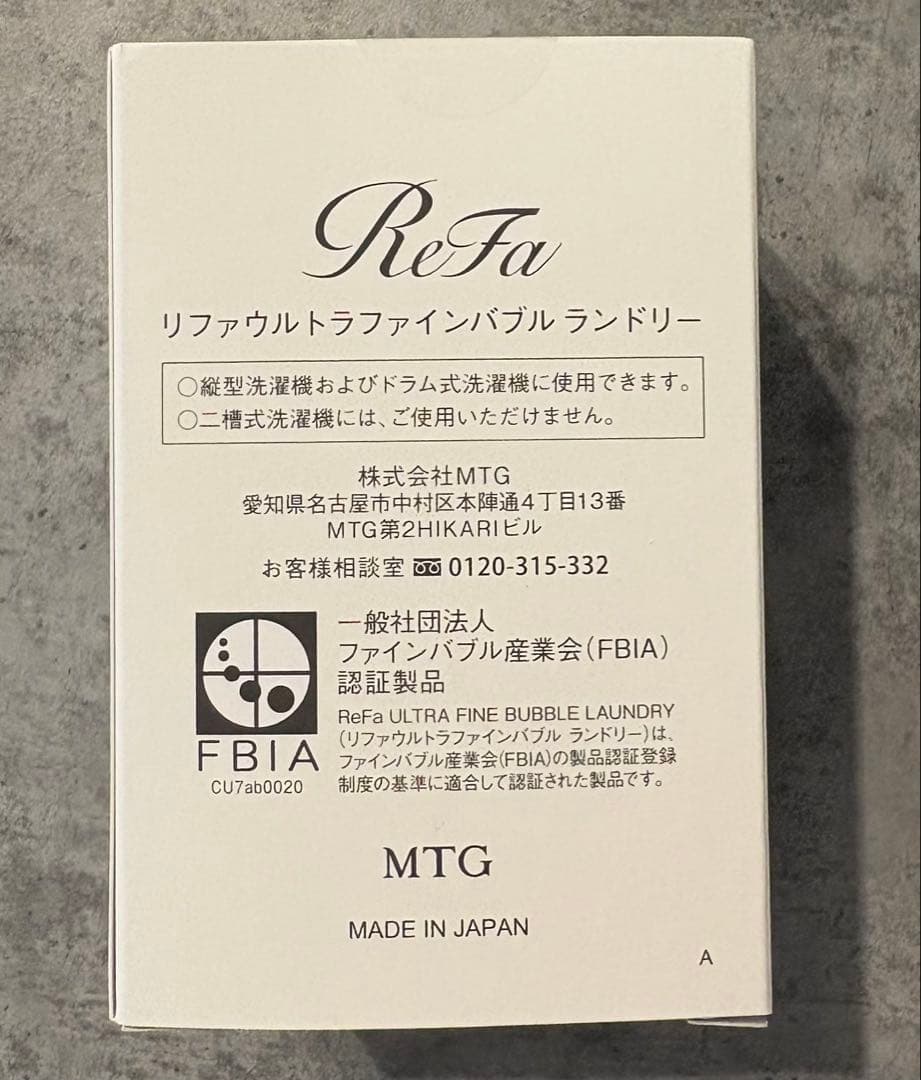 ReFa
リファウルトラファインバブル ランドリー
○縦型洗濯機およびドラム式洗濯機に使用できます。
○二槽式洗濯機には、ご使用いただけません。
株式会社MTG
愛知県名古屋市中村区本陣通4丁目13番
MTG第2HIKARIビル
お客様相談室 0120-315-332
一般社団法人
ファインバブル産業会(FBIA)
認証製品
ReFa ULTRA FINE BUBBLE LAUNDRY
(リファウルトラファインバブル ランドリー)は、
ファインバブル産業会(FBIA)の製品認証登録
制度の基準に適合して認証された製品です。
FBIA
CU7ab0020
MTG
MADE IN JAPAN
A